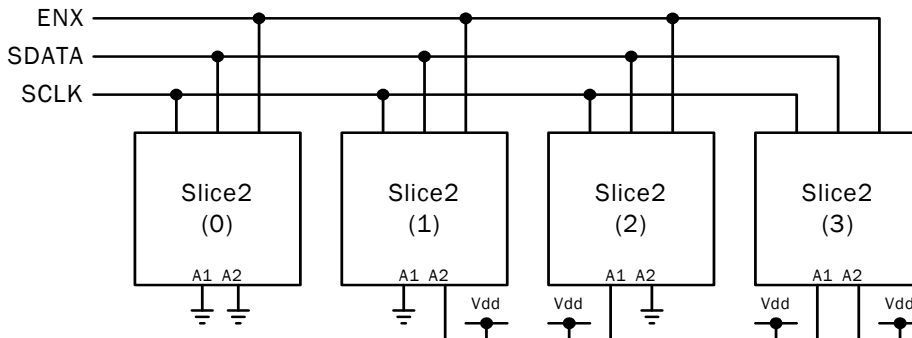 ENX
SDATA
SCLK
Slice2 (0)
Slice2 (1)
Slice2 (2)
Slice2 (3)
A1 A2
A1 A2
A1 A2
A1 A2
Vdd
Vdd
Vdd
Vdd